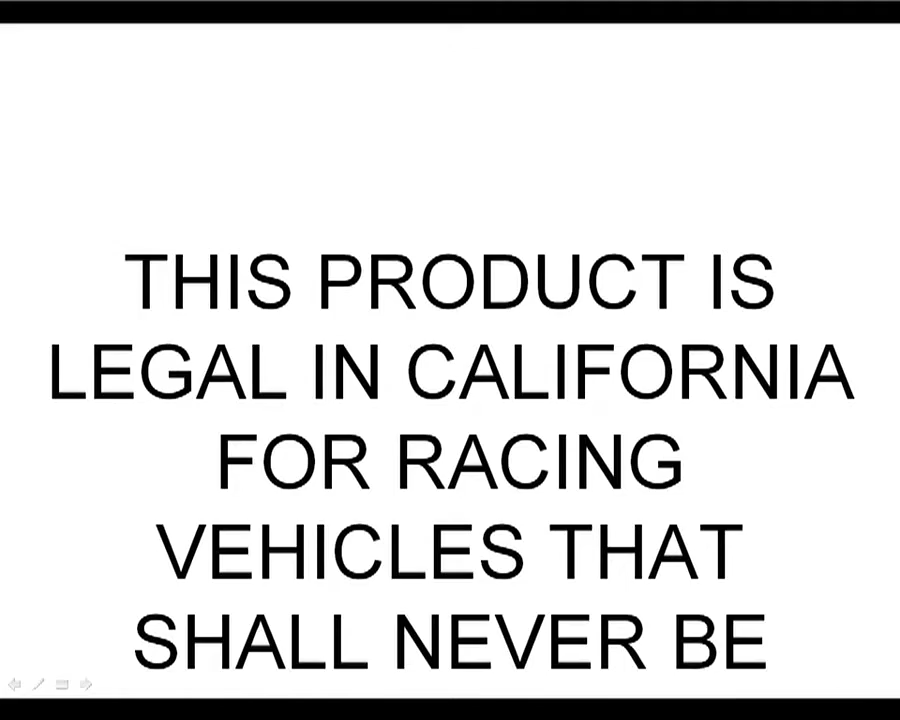 THIS PRODUCT IS
LEGAL IN CALIFORNIA
FOR RACING
VEHICLES THAT
SHALL NEVER BE